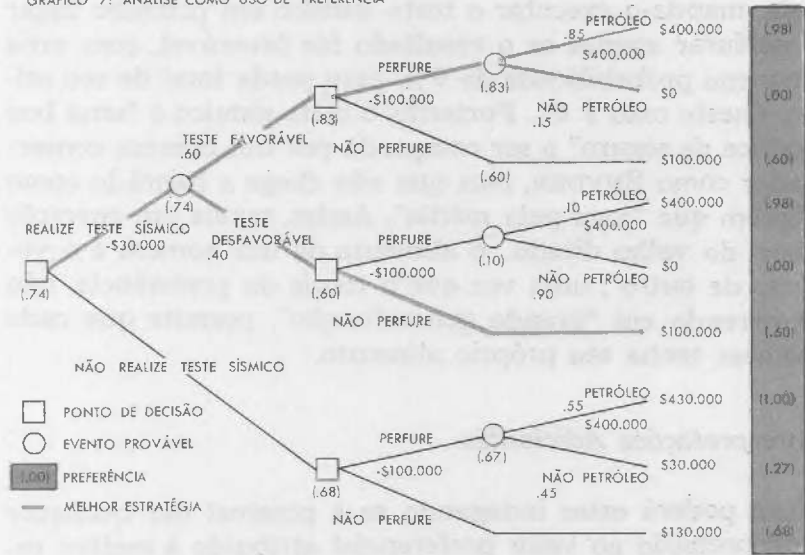 GRÁFICO 7: ANÁLISE COMO USO DE PREFERÊNCIA
PETRÓLEO
.85
$400.000
(.98)
PERFURE
$400.000
-$100.000
(.83)
$0
(.00)
(.83)
NÃO PETRÓLEO
.15
TESTE FAVORÁVEL
.60
NÃO PERFURE
$100.000
(.60)
(.60)
PETRÓLEO
.10
$400.000
(.98)
(.74)
TESTE
DESFAVORÁVEL
.40
PERFURE
$400.000
REALIZE TESTE SÍSMICO
-$30.000
-$100.000
(.10)
$0
(.00)
(.74)
(.60)
NÃO PETRÓLEO
.90
NÃO PERFURE
$100.000
(.60)
NÃO REALIZE TESTE SÍSMICO
PETRÓLEO
.55
$430.000
(1.00)
PERFURE
$400.000
-$100.000
(.67)
$30.000
(.27)
(.68)
NÃO PETRÓLEO
.45
NÃO PERFURE
$130.000
(.68)
PONTO DE DECISÃO
EVENTO PROVÁVEL
(.00) PREFERÊNCIA
MELHOR ESTRATÉGIA